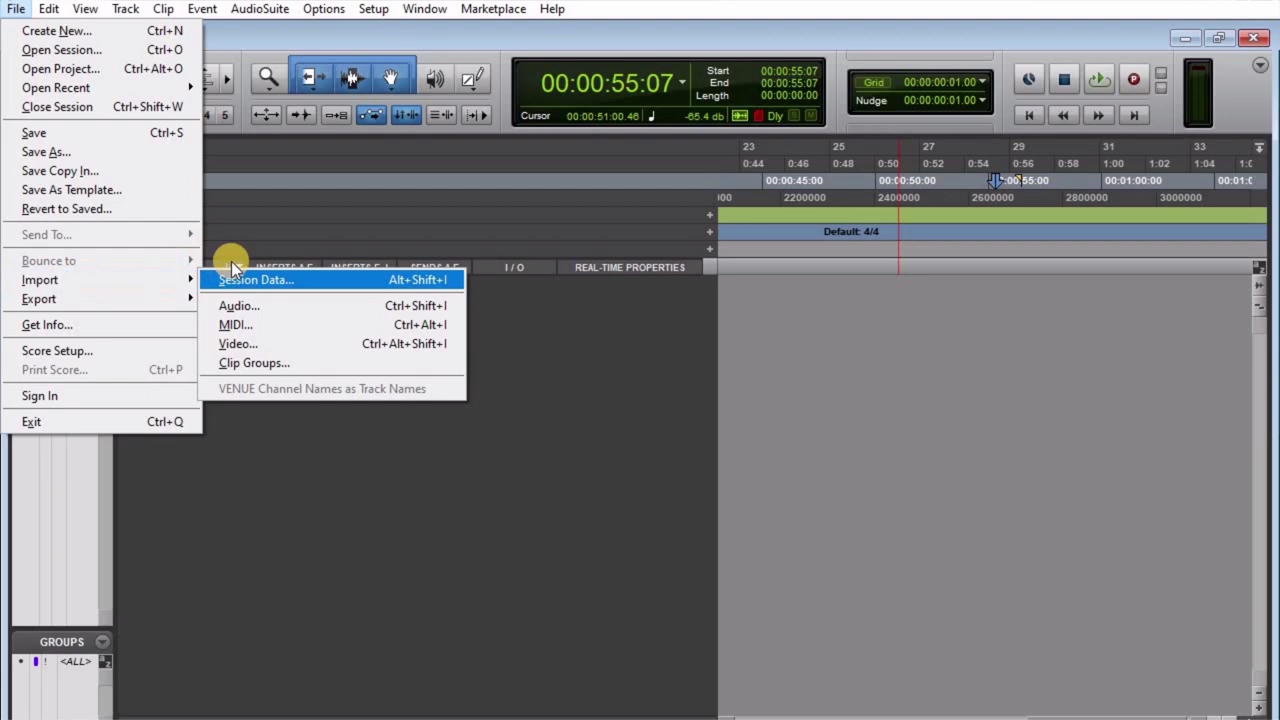 File Edit View Track Clip Event AudioSuite Options Setup Window Marketplace Help
Create New... Ctrl+N
Open Session... Ctrl+O
Open Project... Ctrl+Alt+O
Open Recent
Close Session Ctrl+Shift+W
Save Ctrl+S
Save As...
Save Copy In...
Save As Template...
Revert to Saved...
Send To...
Bounce to
Import
Export
Get Info...
Score Setup...
Print Score... Ctrl+P
Sign In
Exit Ctrl+Q
Session Data... Alt+Shift+I
Audio... Ctrl+Shift+I
MIDI... Ctrl+Alt+I
Video... Ctrl+Alt+Shift+I
Clip Groups...
VENUE Channel Names as Track Names
4 5
00:00:55:07
Start 00:00:55:07
End 00:00:55:07
Length 00:00:00:00
Cursor 00:00:51:00.46 -65.4 db Dly
Grid 00:00:00:01.00
Nudge 00:00:00:01.00
23 25 27 29 31 33
0:44 0:46 0:48 0:50 0:52 0:54 0:56 0:58 1:00 1:02 1:04
00:00:45:00 00:00:50:00 00:01:00:00
2200000 2400000 2600000 2800000 3000000
Default: 4/4
INSERTS A-E INSERTS F-J SENDS A-E I / O REAL-TIME PROPERTIES
GROUPS
! <ALL>